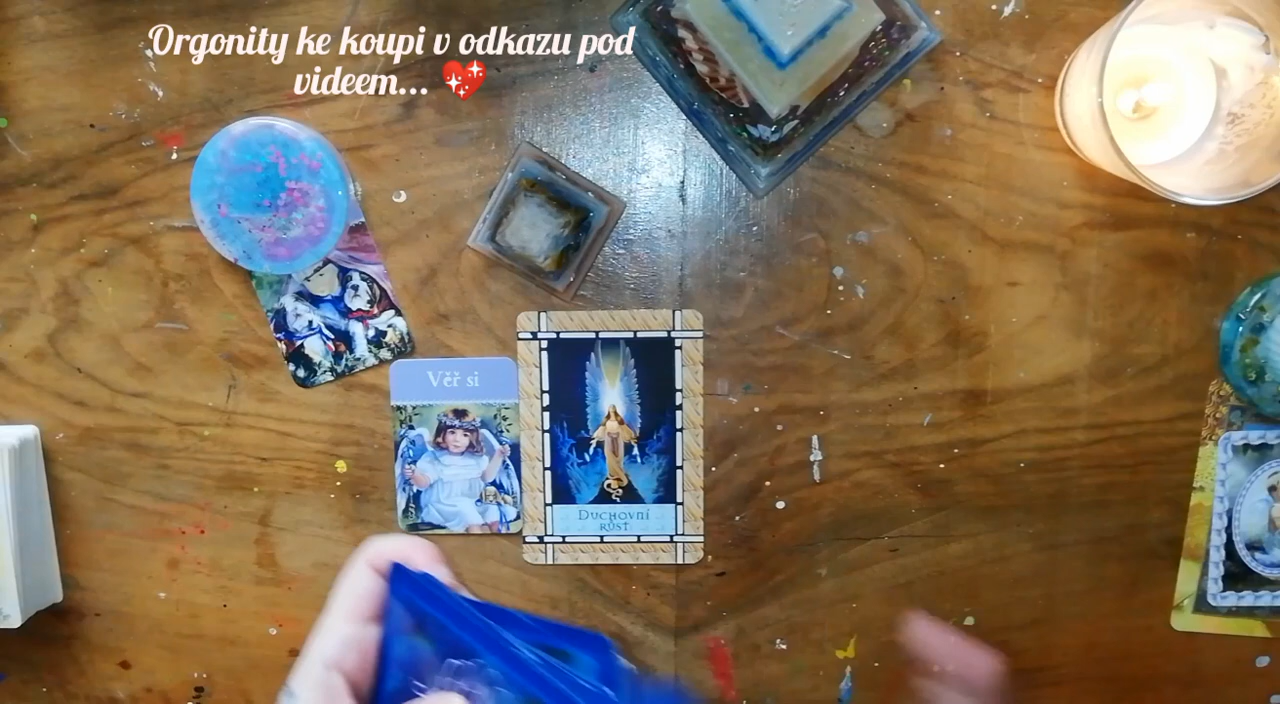 Orgonity ke koupi v odkazu pod
videem... 💖
Věř si
DUCHOVNÍ
RŮST